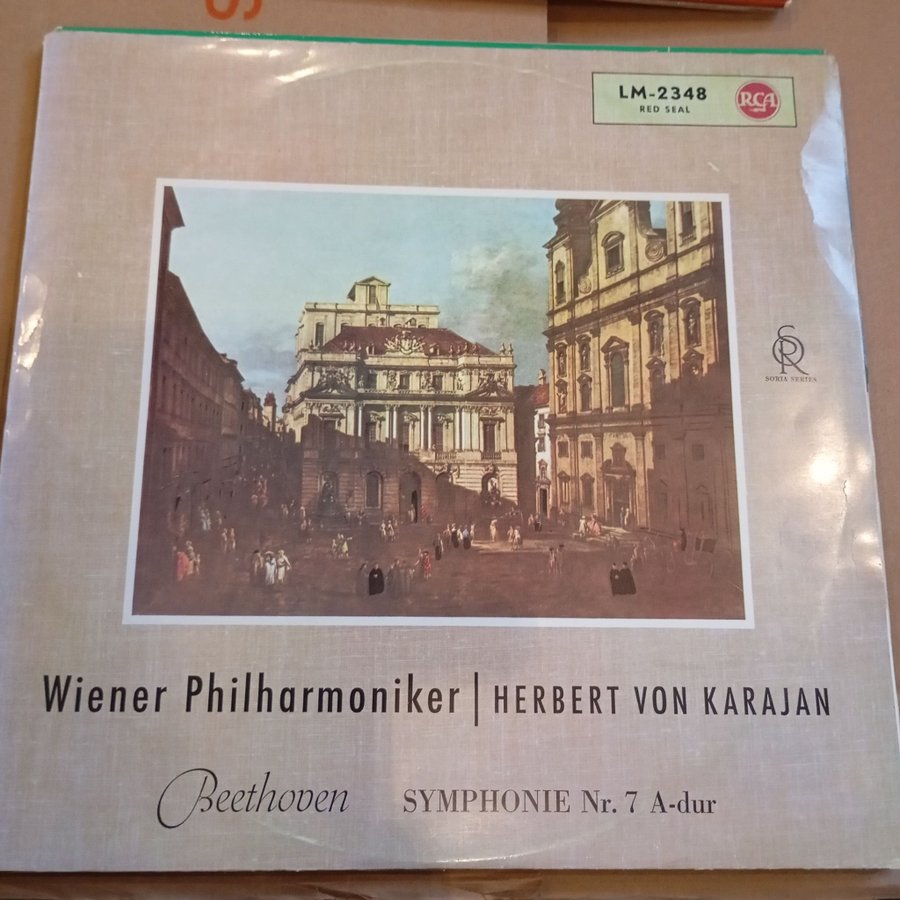 S
LM-2348
RED SEAL
RCA
SR
SORIA SERIES
Wiener Philharmoniker | HERBERT VON KARAJAN
Beethoven SYMPHONIE Nr. 7 A-dur